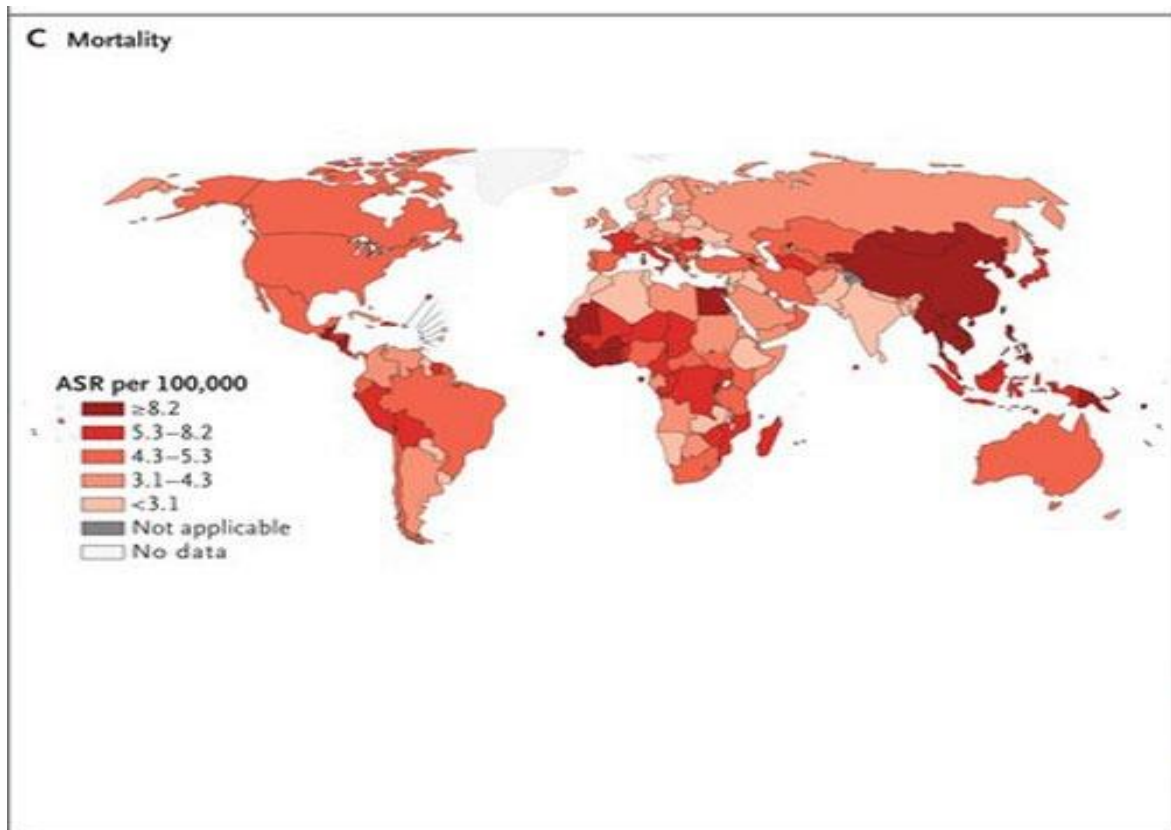 C Mortality
ASR per 100,000
≥8.2
5.3–8.2
4.3–5.3
3.1–4.3
<3.1
Not applicable
No data